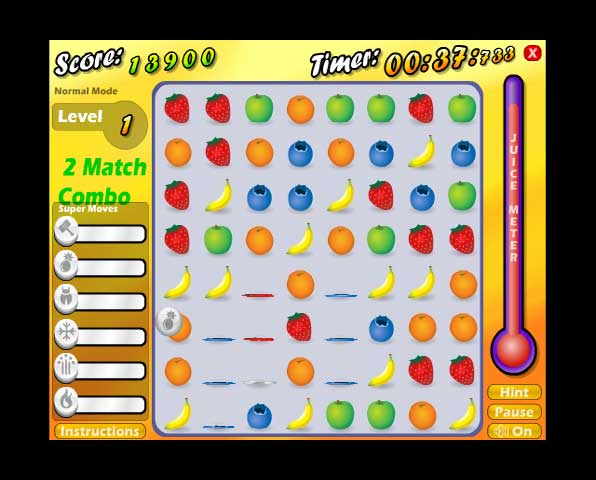 Score: 13900
Timer: 00:37:733
X
Normal Mode
Level 1
2 Match
Combo
Super Moves
JUICE METER
Hint
Pause
On
Instructions